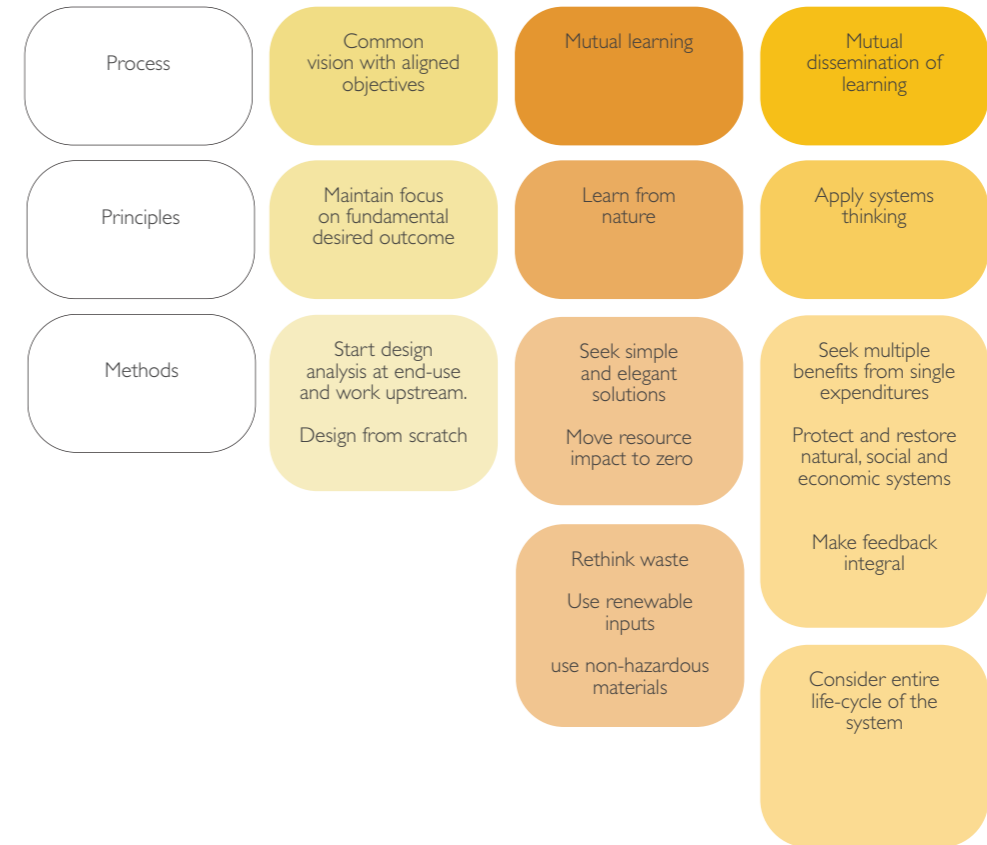 Process
Common
vision with aligned
objectives
Mutual learning
Mutual
dissemination of
learning
Principles
Maintain focus
on fundamental
desired outcome
Learn from
nature
Apply systems
thinking
Methods
Start design
analysis at end-use
and work upstream.
Design from scratch
Seek simple
and elegant
solutions
Move resource
impact to zero
Seek multiple
benefits from single
expenditures
Protect and restore
natural, social and
economic systems
Make feedback
integral
Rethink waste
Use renewable
inputs
use non-hazardous
materials
Consider entire
life-cycle of the
system